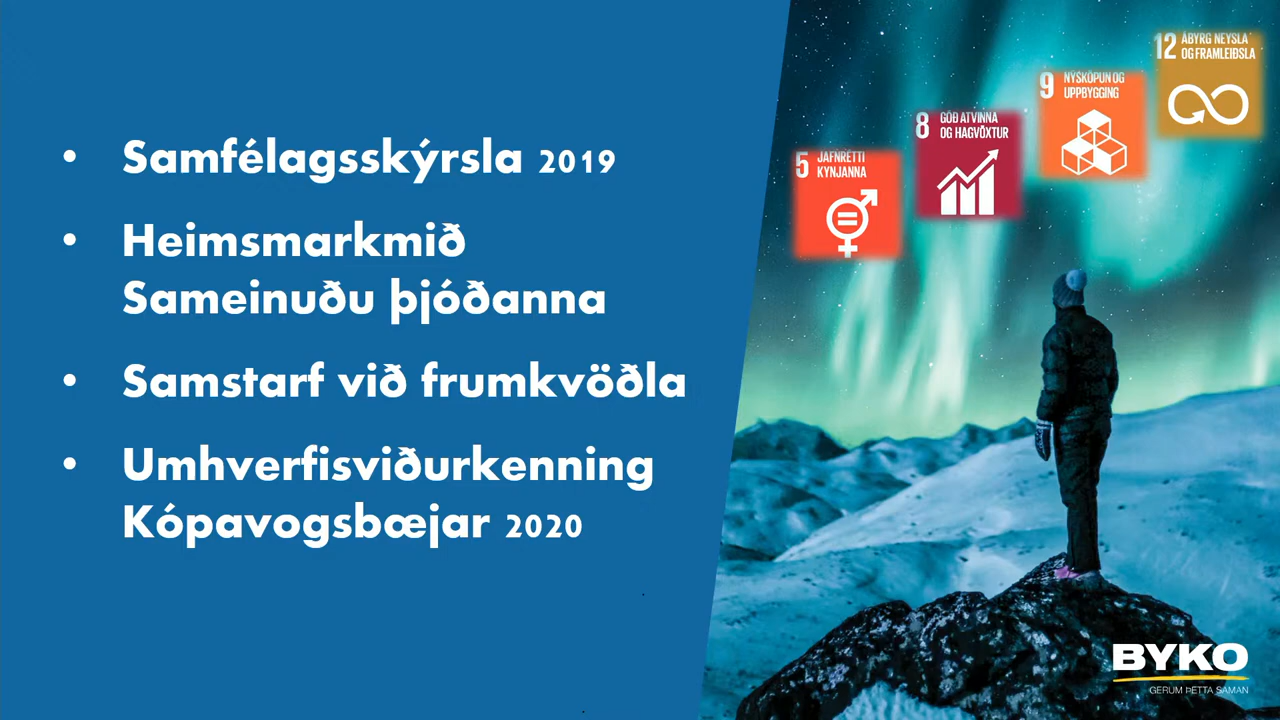 • Samfélagsskýrsla 2019
• Heimsmarkmið
Sameinuðu þjóðanna
• Samstarf við frumkvöðla
• Umhverfisviðurkenning
Kópavogsbæjar 2020
5 JAFNRÉTTI
KYNJANNA
8 GÓÐ ATVINNA
OG HAGVÖXTUR
9 NÝSKÖPUN OG
UPPBYGGING
12 ÁBYRG NEYSLA
OG FRAMLEIÐSLA
BYKO
GERUM ÞETTA SAMAN